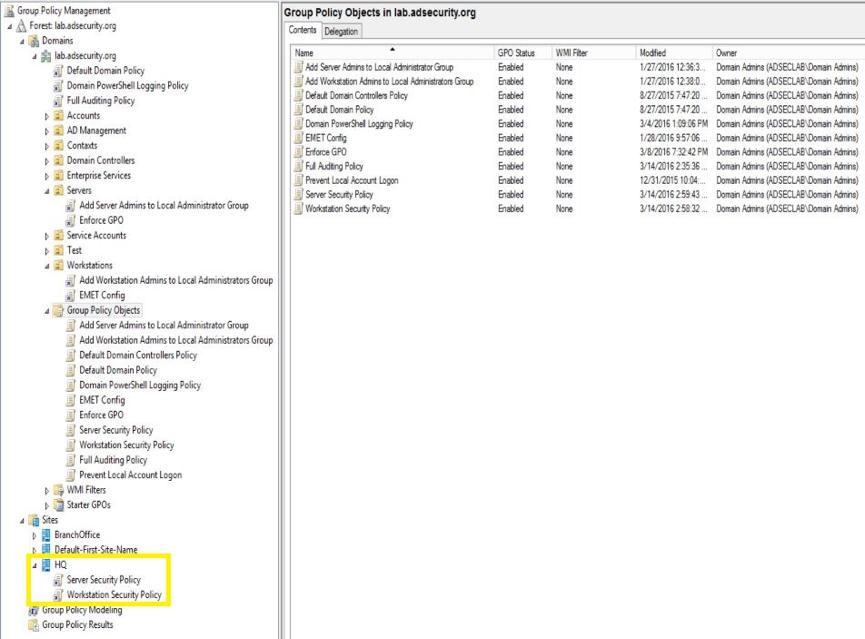 Group Policy Management
Forest: lab.adsecurity.org
Domains
lab.adsecurity.org
Default Domain Policy
Domain PowerShell Logging Policy
Full Auditing Policy
Accounts
AD Management
Contaxts
Domain Controllers
Enterprise Services
Servers
Add Server Admins to Local Administrator Group
Enforce GPO
Service Accounts
Test
Workstations
Add Workstation Admins to Local Administrators Group
EMET Config
Group Policy Objects
Add Server Admins to Local Administrator Group
Add Workstation Admins to Local Administrators Group
Default Domain Controllers Policy
Default Domain Policy
Domain PowerShell Logging Policy
EMET Config
Enforce GPO
Server Security Policy
Workstation Security Policy
Full Auditing Policy
Prevent Local Account Logon
WMI Filters
Starter GPOs
Sites
BranchOffice
Default-First-Site-Name
HQ
Server Security Policy
Workstation Security Policy
Group Policy Modeling
Group Policy Results
Group Policy Objects in lab.adsecurity.org
Contents Delegation
Name GPO Status WMI Filter Modified Owner
Add Server Admins to Local Administrator Group Enabled None 1/27/2016 12:36:3... Domain Admins (ADSECLAB\Domain Admins)
Add Workstation Admins to Local Administrators Group Enabled None 1/27/2016 12:38:0... Domain Admins (ADSECLAB\Domain Admins)
Default Domain Controllers Policy Enabled None 8/27/2015 7:47:20 ... Domain Admins (ADSECLAB\Domain Admins)
Default Domain Policy Enabled None 8/27/2015 7:47:20 ... Domain Admins (ADSECLAB\Domain Admins)
Domain PowerShell Logging Policy Enabled None 3/4/2016 1:09:06 PM Domain Admins (ADSECLAB\Domain Admins)
EMET Config Enabled None 1/28/2016 9:57:06 ... Domain Admins (ADSECLAB\Domain Admins)
Enforce GPO Enabled None 3/8/2016 7:32:42 PM Domain Admins (ADSECLAB\Domain Admins)
Full Auditing Policy Enabled None 3/14/2016 2:35:36 ... Domain Admins (ADSECLAB\Domain Admins)
Prevent Local Account Logon Enabled None 12/31/2015 10:04:... Domain Admins (ADSECLAB\Domain Admins)
Server Security Policy Enabled None 3/14/2016 2:59:43 ... Domain Admins (ADSECLAB\Domain Admins)
Workstation Security Policy Enabled None 3/14/2016 2:58:32 ... Domain Admins (ADSECLAB\Domain Admins)